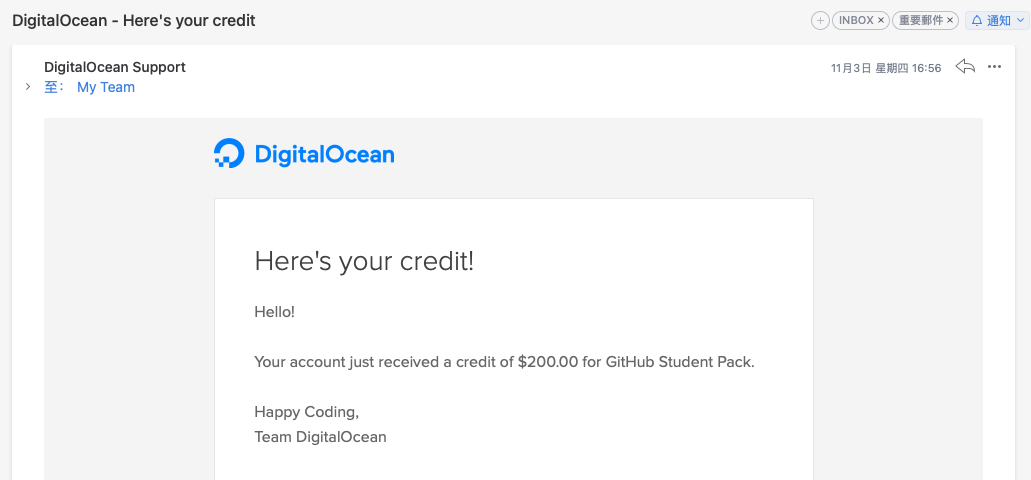 DigitalOcean - Here's your credit
INBOX ×
重要郵件 ×
通知
DigitalOcean Support
11月3日 星期四 16:56
至： My Team
DigitalOcean
Here's your credit!
Hello!
Your account just received a credit of $200.00 for GitHub Student Pack.
Happy Coding,
Team DigitalOcean